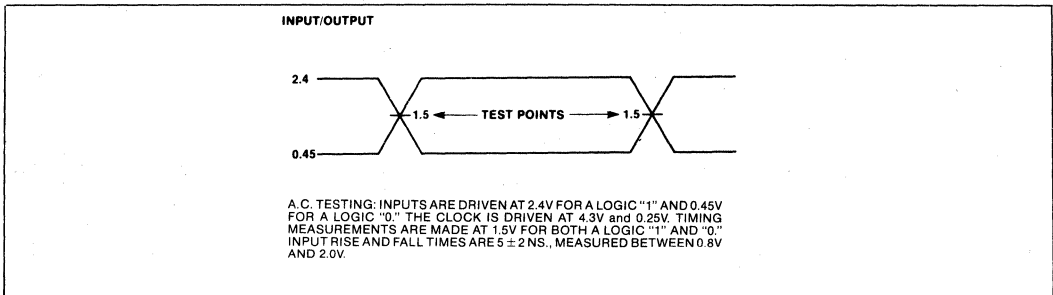 INPUT/OUTPUT
2.4
1.5 TEST POINTS 1.5
0.45
A.C. TESTING: INPUTS ARE DRIVEN AT 2.4V FOR A LOGIC "1" AND 0.45V
FOR A LOGIC "0." THE CLOCK IS DRIVEN AT 4.3V and 0.25V. TIMING
MEASUREMENTS ARE MADE AT 1.5V FOR BOTH A LOGIC "1" AND "0."
INPUT RISE AND FALL TIMES ARE 5 ± 2 NS., MEASURED BETWEEN 0.8V
AND 2.0V.